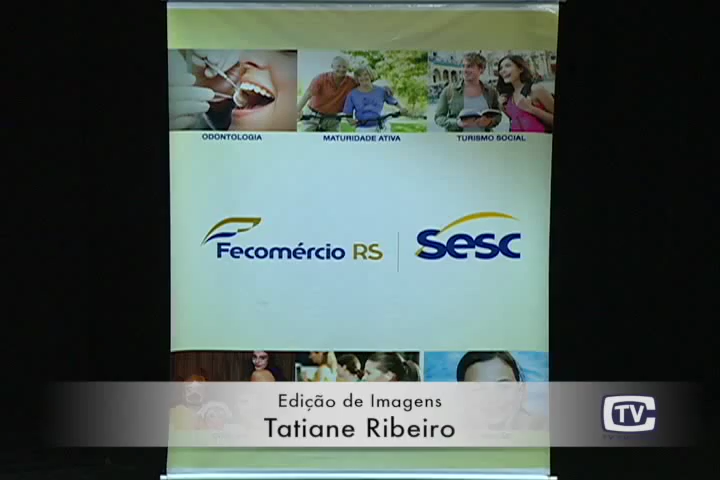 ODONTOLOGIA
MATURIDADE ATIVA
TURISMO SOCIAL
Fecomércio RS
Sesc
Edição de Imagens
Tatiane Ribeiro
TV